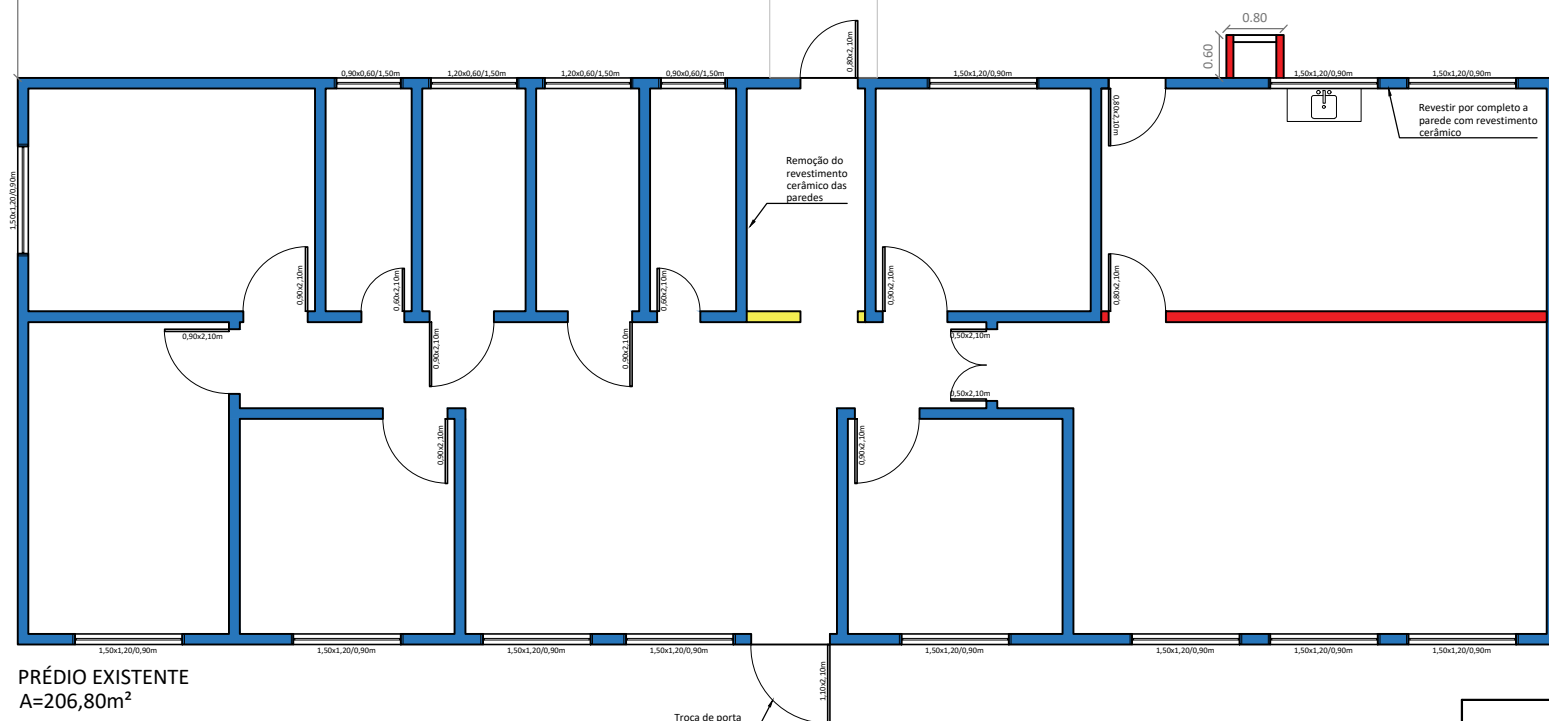 0.80
0.60
0,90x0,60/1,50m
1,20x0,60/1,50m
1,20x0,60/1,50m
0,90x0,60/1,50m
0,80x2,10m
1,50x1,20/0,90m
1,50x1,20/0,90m
1,50x1,20/0,90m
0,80x2,10m
Revestir por completo a
parede com revestimento
cerâmico
Remoção do
revestimento
cerâmico das
paredes
1,50x1,20/0,90m
0,90x2,10m
0,60x2,10m
0,60x2,10m
0,90x2,10m
0,80x2,10m
0,90x2,10m
0,90x2,10m
0,90x2,10m
0,50x2,10m
0,50x2,10m
0,90x2,10m
0,90x2,10m
1,50x1,20/0,90m
1,50x1,20/0,90m
1,50x1,20/0,90m
1,50x1,20/0,90m
1,50x1,20/0,90m
1,50x1,20/0,90m
1,50x1,20/0,90m
1,50x1,20/0,90m
1,10x2,10m
PRÉDIO EXISTENTE
A=206,80m²
Troca de porta